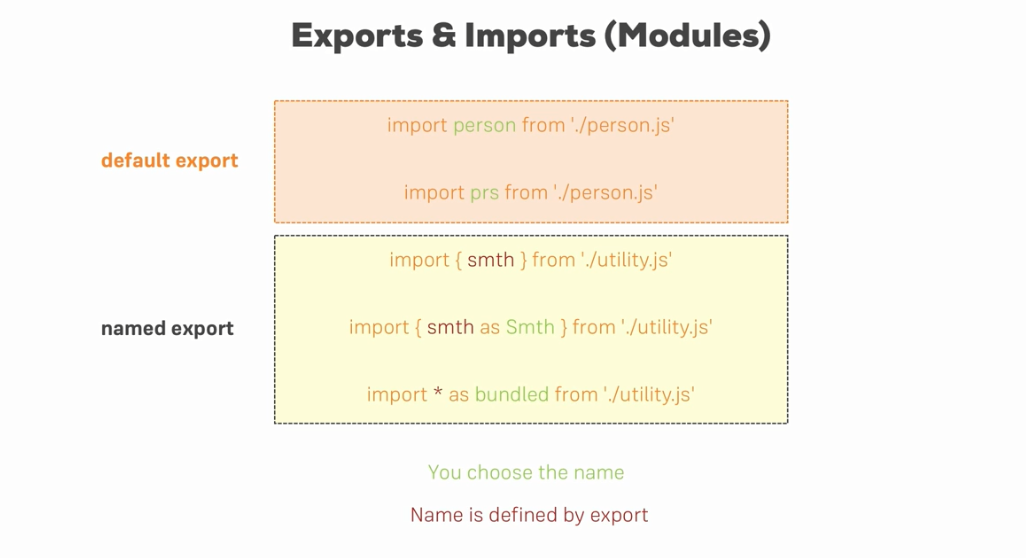 Exports & Imports (Modules)
default export
import person from './person.js'
import prs from './person.js'
named export
import { smth } from './utility.js'
import { smth as Smth } from './utility.js'
import * as bundled from './utility.js'
You choose the name
Name is defined by export